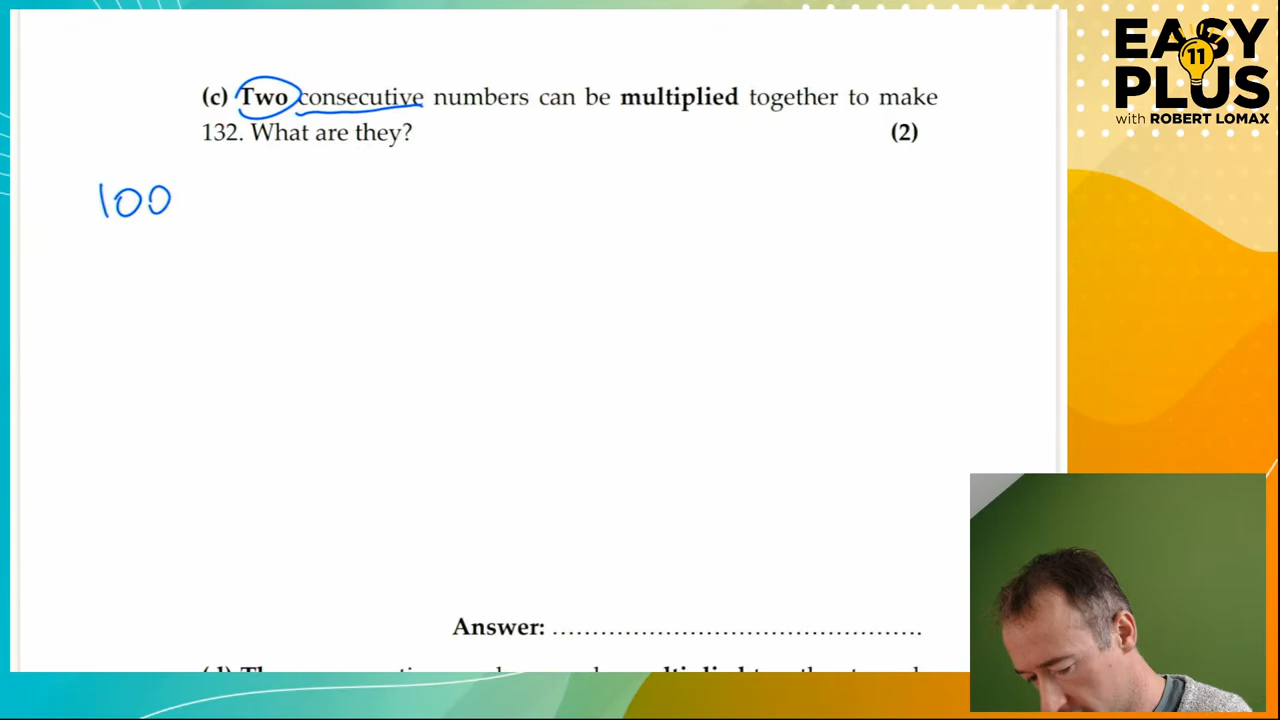 (c) Two consecutive numbers can be multiplied together to make
132. What are they? (2)
100
Answer: ..............................................
EASY
11
PLUS
with ROBERT LOMAX